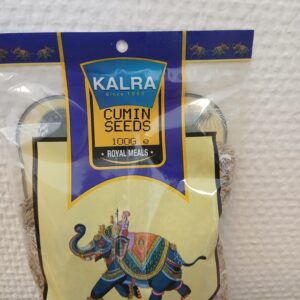 KALRA
Since 1953
CUMIN
SEEDS
100G e
• ROYAL MEALS •